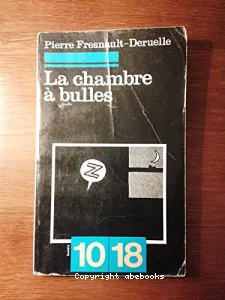 Pierre Fresnault-Deruelle
La chambre
à bulles
Z
10 18
Copyright abebooks